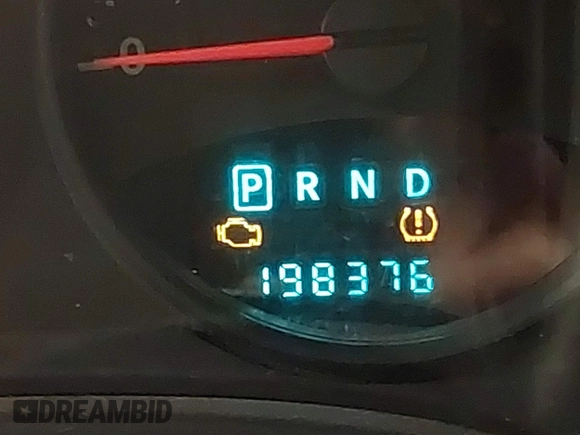 0
P R N D
198376
DREAMBID